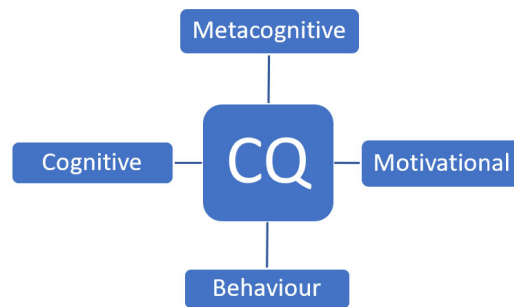 Metacognitive
Cognitive
CQ
Motivational
Behaviour